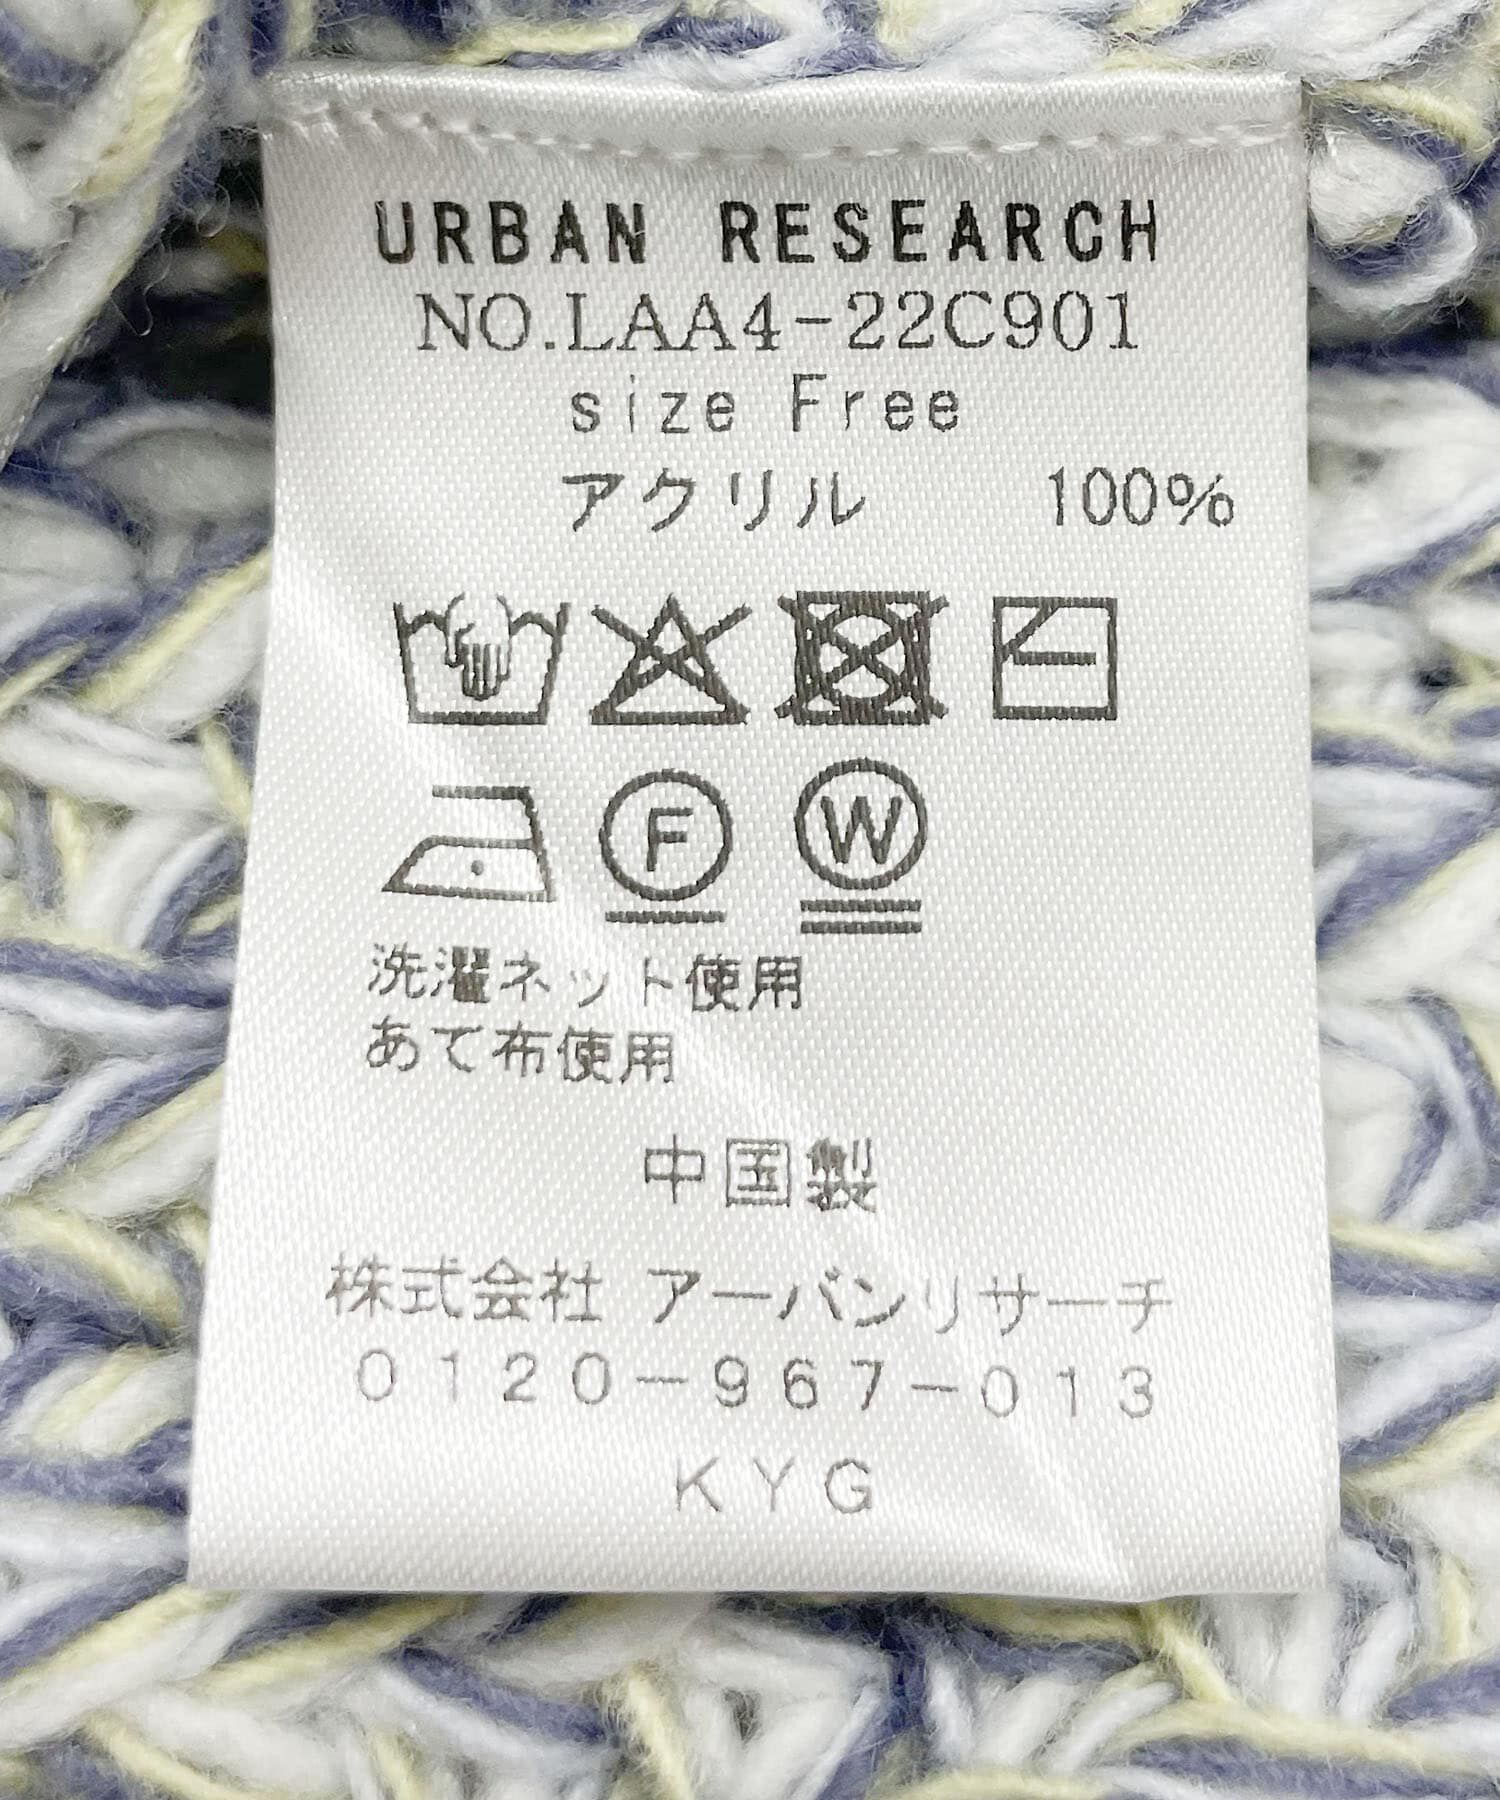 URBAN RESEARCH
NO.LAA4-22C901
size Free
アクリル 100%
F W
洗濯ネット使用
あて布使用
中国製
株式会社 アーバンリサーチ
0120-967-013
KYG